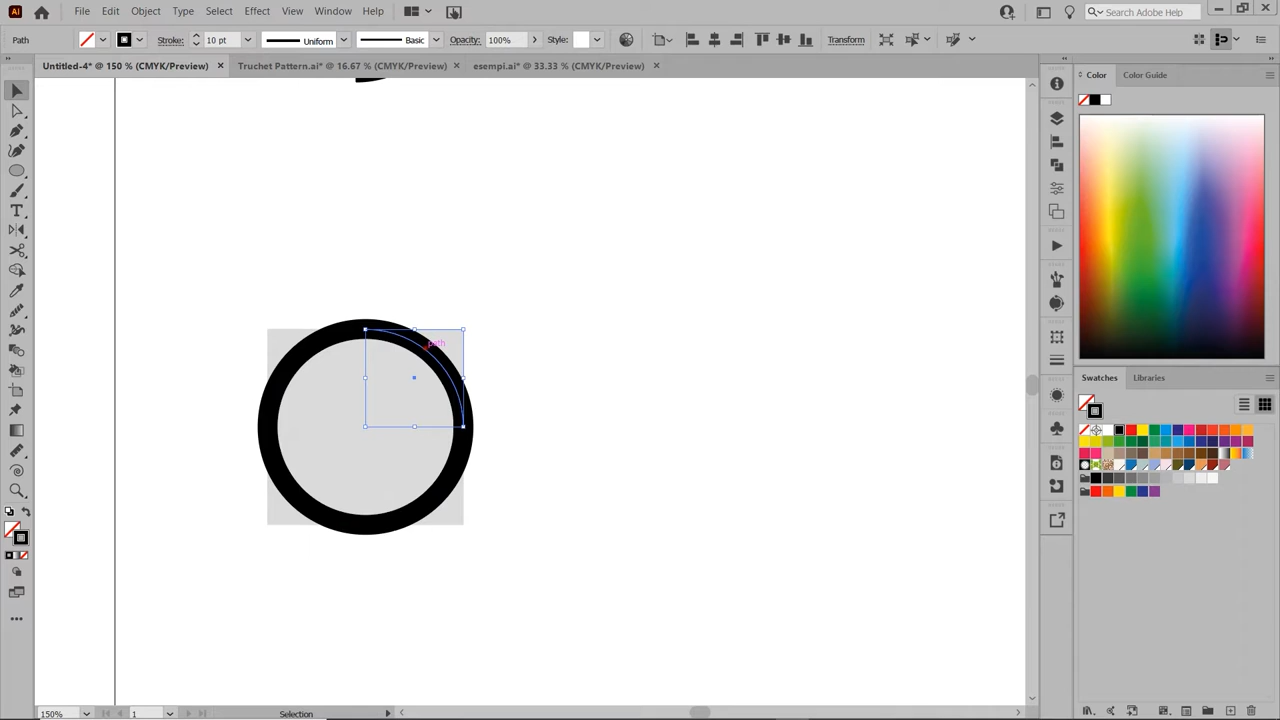 Ai File Edit Object Type Select Effect View Window Help Search Adobe Help
Path Stroke: 10 pt Uniform Basic Opacity: 100% Style: Transform
Untitled-4* @ 150 % (CMYK/Preview) × Truchet Pattern.ai* @ 16.67 % (CMYK/Preview) × esempi.ai* @ 33.33 % (CMYK/Preview) ×
Color Color Guide
path
Swatches Libraries
150% 1 Selection